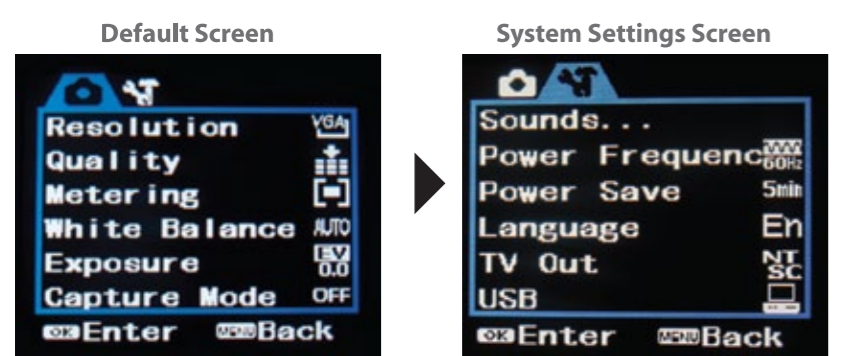 Default Screen
Resolution VGA
Quality
Metering
White Balance AUTO
Exposure EV 0.0
Capture Mode OFF
OK Enter MENU Back
System Settings Screen
Sounds...
Power Frequenc 60Hz
Power Save 5min
Language En
TV Out NTSC
USB
OK Enter MENU Back